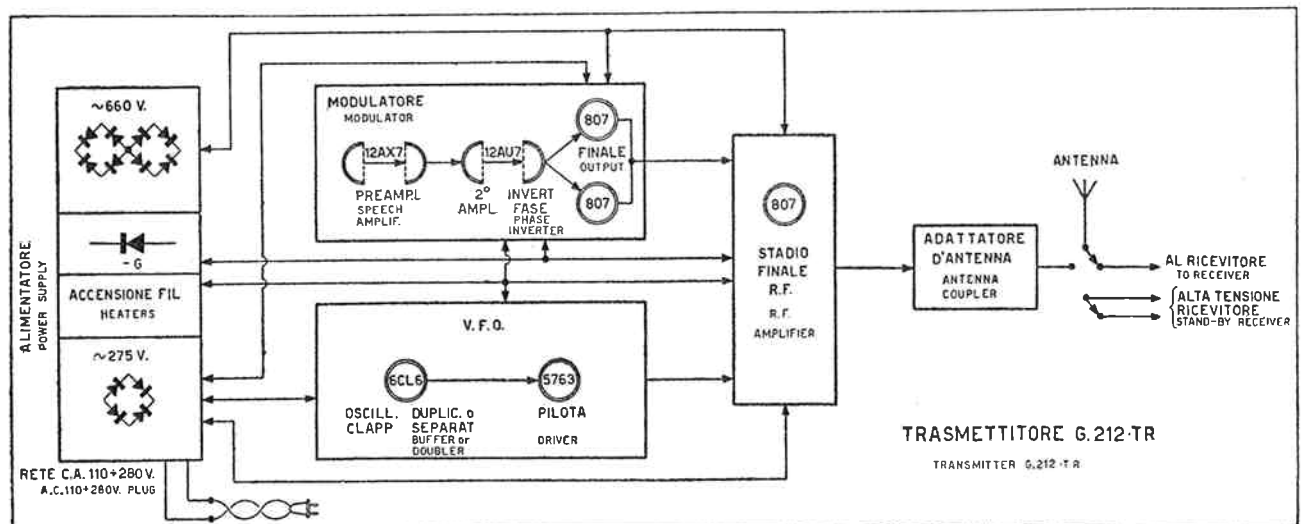 ALIMENTATORE
POWER SUPPLY
~660 V.
- G
ACCENSIONE FIL
HEATERS
~275 V.
RETE C.A. 110÷280V.
A.C. 110÷280V. PLUG
MODULATORE
MODULATOR
12AX7
12AU7
807
807
FINALE
OUTPUT
PREAMPL
SPEECH
AMPLIF.
2°
AMPL
INVERT
FASE
PHASE
INVERTER
V.F.O.
6CL6
5763
OSCILL.
CLAPP
DUPLIC. o
SEPARAT
BUFFER or
DOUBLER
PILOTA
DRIVER
807
STADIO
FINALE
R.F.
R.F.
AMPLIFIER
ADATTATORE
D'ANTENNA
ANTENNA
COUPLER
ANTENNA
AL RICEVITORE
TO RECEIVER
ALTA TENSIONE
RICEVITORE
STAND-BY RECEIVER
TRASMETTITORE G.212-TR
TRANSMITTER G.212-TR